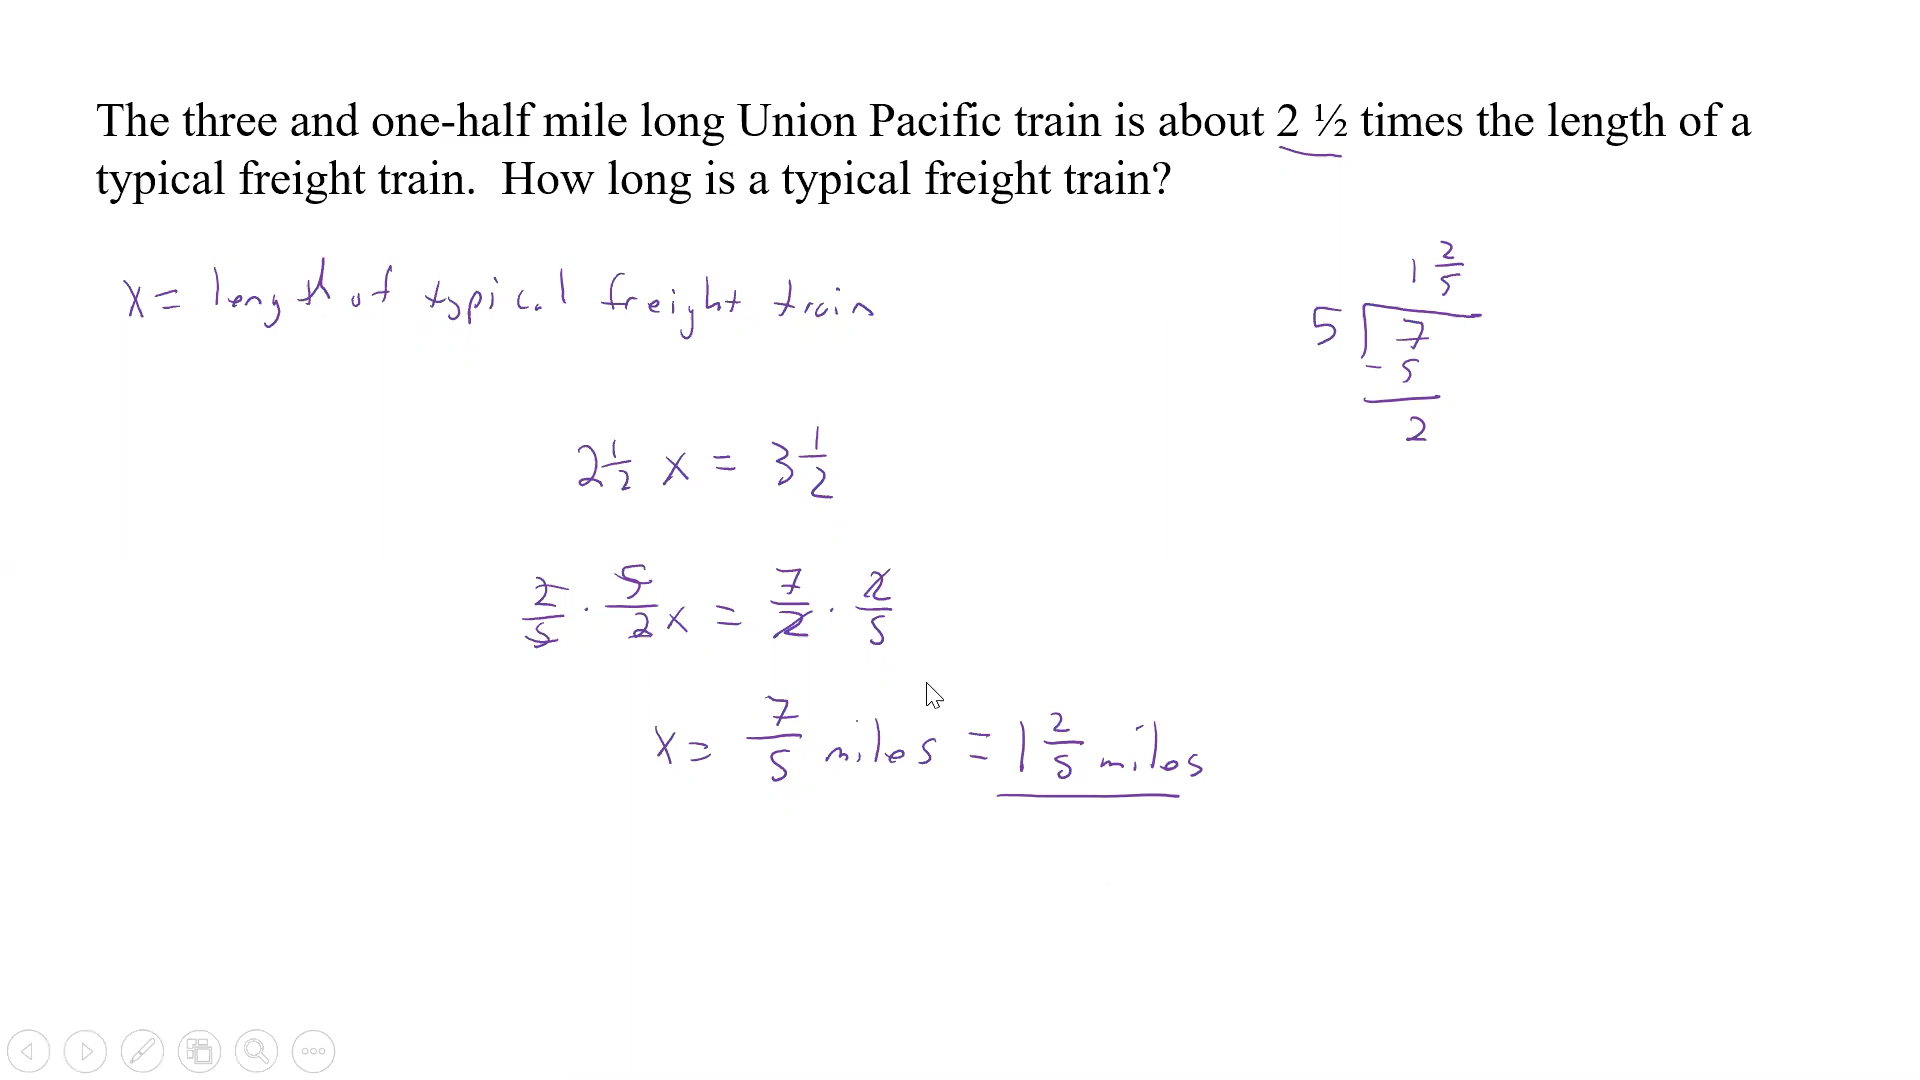 The three and one-half mile long Union Pacific train is about 2 ½ times the length of a
typical freight train. How long is a typical freight train?
x = length of typical freight train
1 2/5
5 7
- 5
2
2 1/2 x = 3 1/2
2/5 · 5/2 x = 7/2 · 2/5
x = 7/5 miles = 1 2/5 miles